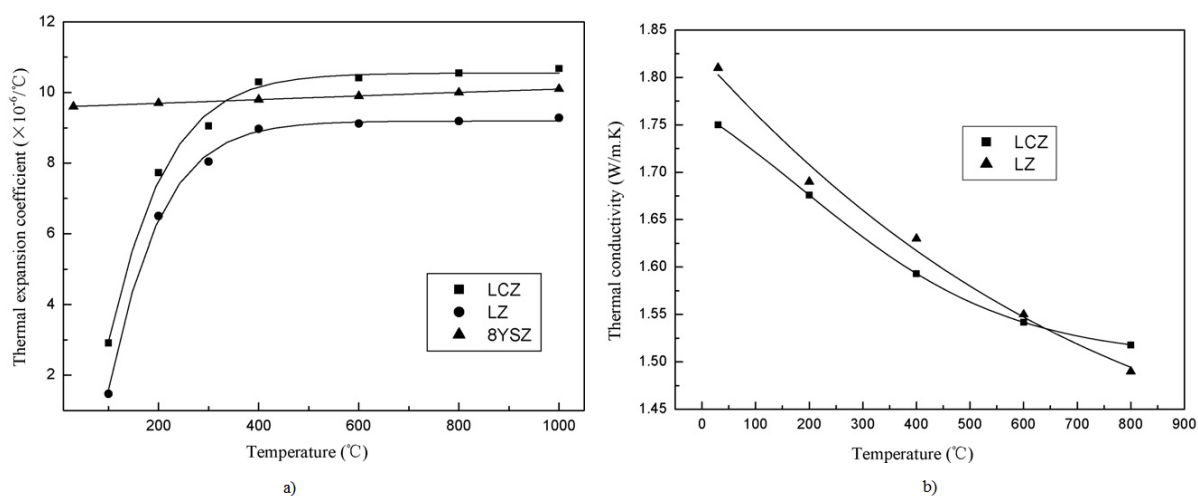 12
10
8
6
4
2
Thermal expansion coefficient (×10⁻⁶/℃)
LCZ
LZ
8YSZ
200 400 600 800 1000
Temperature (℃)
a)
1.85
1.80
1.75
1.70
1.65
1.60
1.55
1.50
1.45
Thermal conductivity (W/m.K)
LCZ
LZ
0 100 200 300 400 500 600 700 800 900
Temperature (℃)
b)